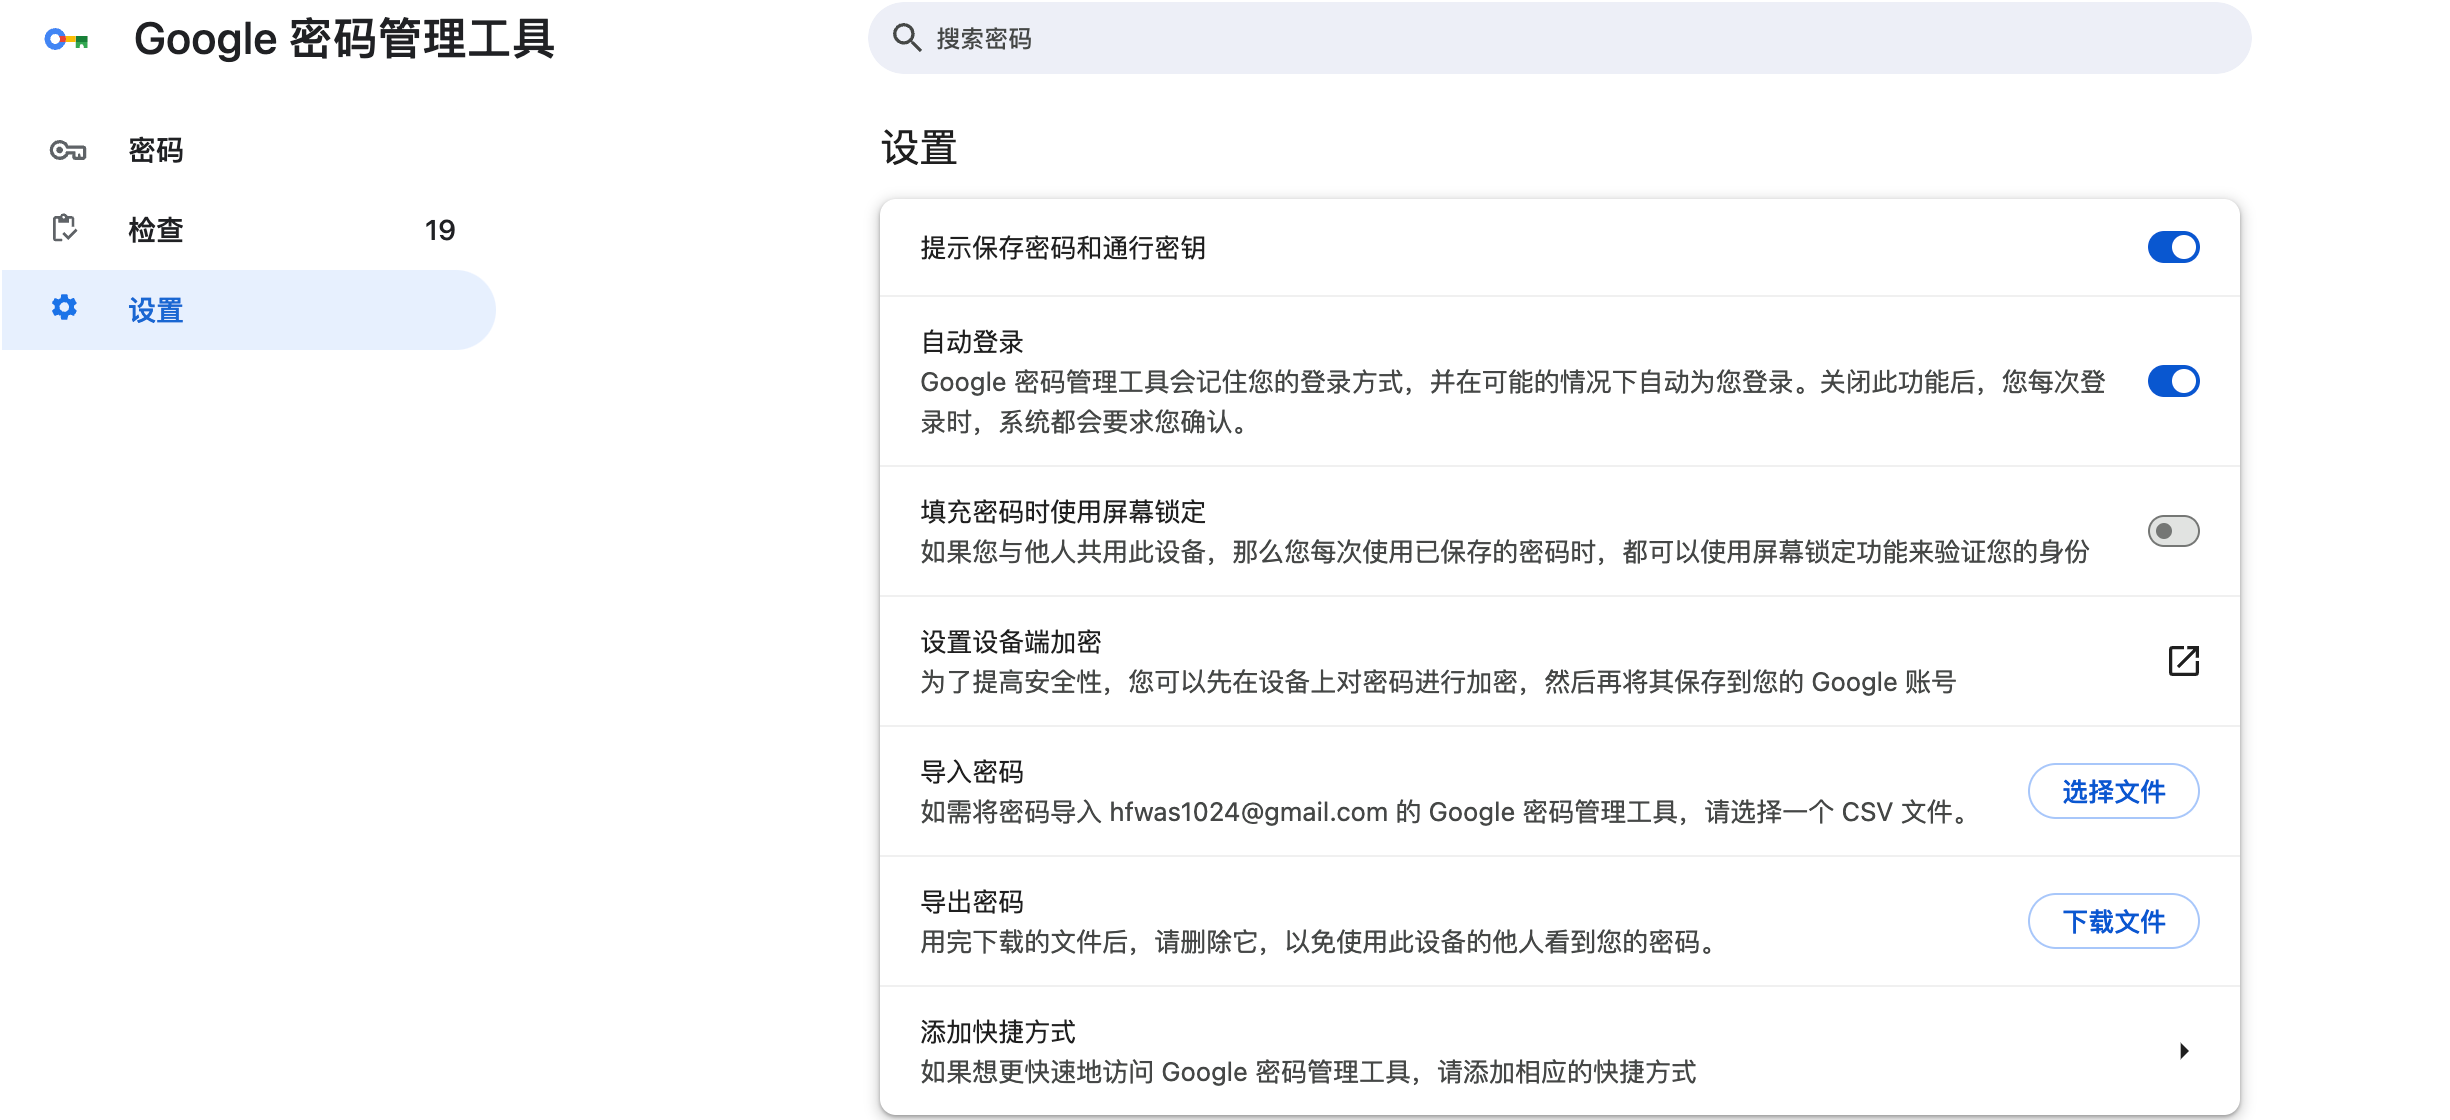 Google 密码管理工具
搜索密码
密码
检查 19
设置
设置
提示保存密码和通行密钥
自动登录
Google 密码管理工具会记住您的登录方式，并在可能的情况下自动为您登录。关闭此功能后，您每次登
录时，系统都会要求您确认。
填充密码时使用屏幕锁定
如果您与他人共用此设备，那么您每次使用已保存的密码时，都可以使用屏幕锁定功能来验证您的身份
设置设备端加密
为了提高安全性，您可以先在设备上对密码进行加密，然后再将其保存到您的 Google 账号
导入密码
如需将密码导入 hfwas1024@gmail.com 的 Google 密码管理工具，请选择一个 CSV 文件。
选择文件
导出密码
用完下载的文件后，请删除它，以免使用此设备的他人看到您的密码。
下载文件
添加快捷方式
如果想更快速地访问 Google 密码管理工具，请添加相应的快捷方式